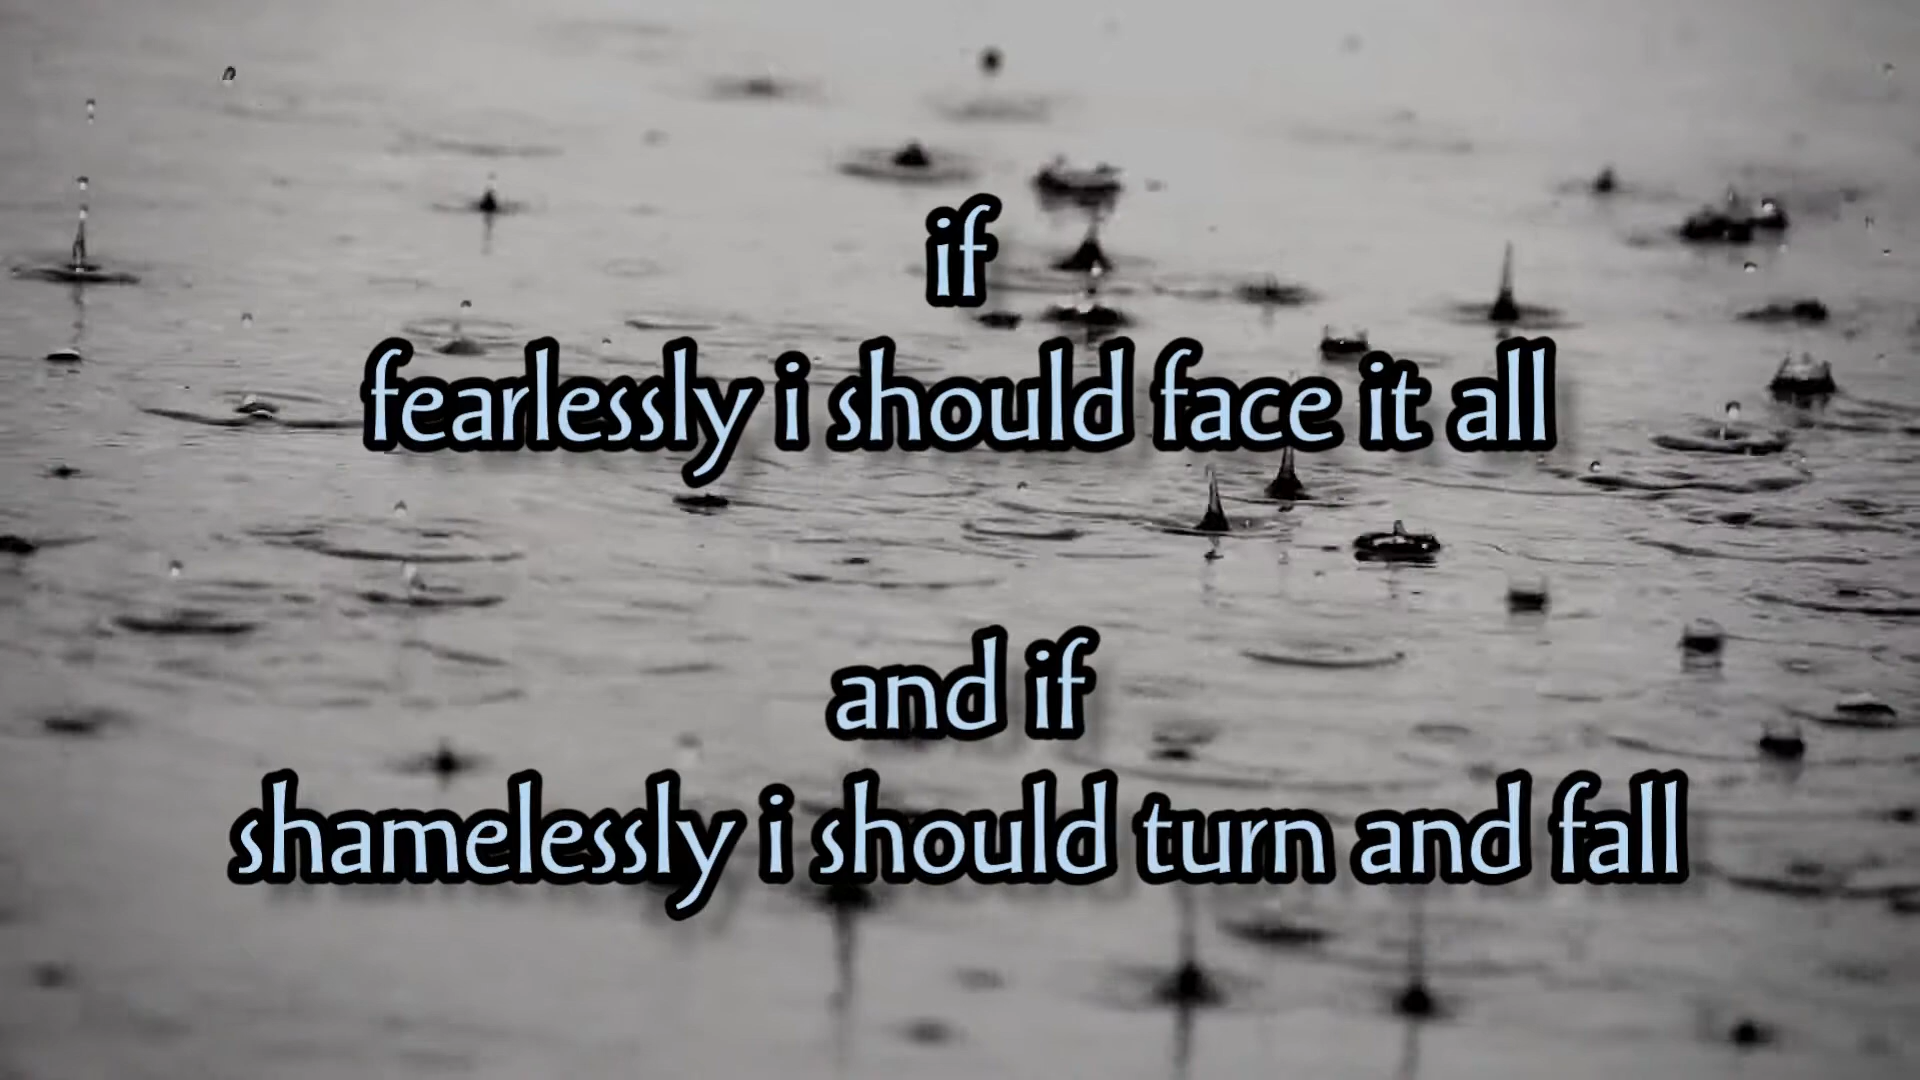 if
fearlessly i should face it all
and if
shamelessly i should turn and fall